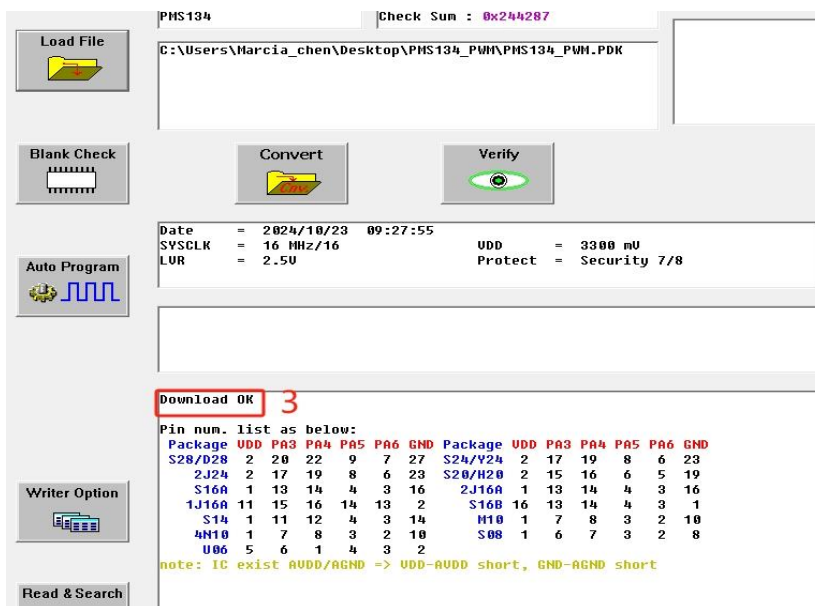 PMS134
Check Sum : 0x244287
Load File
C:\Users\Marcia_chen\Desktop\PMS134_PWM\PMS134_PWM.PDK
Blank Check
Convert
Cnv.
Verify
Date = 2024/10/23 09:27:55
SYSCLK = 16 MHz/16 VDD = 3300 mV
LVR = 2.5V Protect = Security 7/8
Auto Program
Download OK 3
Pin num. list as below:
Package VDD PA3 PA4 PA5 PA6 GND Package VDD PA3 PA4 PA5 PA6 GND
S28/D28 2 20 22 9 7 27 S24/Y24 2 17 19 8 6 23
2J24 2 17 19 8 6 23 S20/H20 2 15 16 6 5 19
S16A 1 13 14 4 3 16 2J16A 1 13 14 4 3 16
1J16A 11 15 16 14 13 2 S16B 16 13 14 4 3 1
S14 1 11 12 4 3 14 M10 1 7 8 3 2 10
4N10 1 7 8 3 2 10 S08 1 6 7 3 2 8
U06 5 6 1 4 3 2
note: IC exist AVDD/AGND => VDD-AVDD short, GND-AGND short
Writer Option
Read & Search